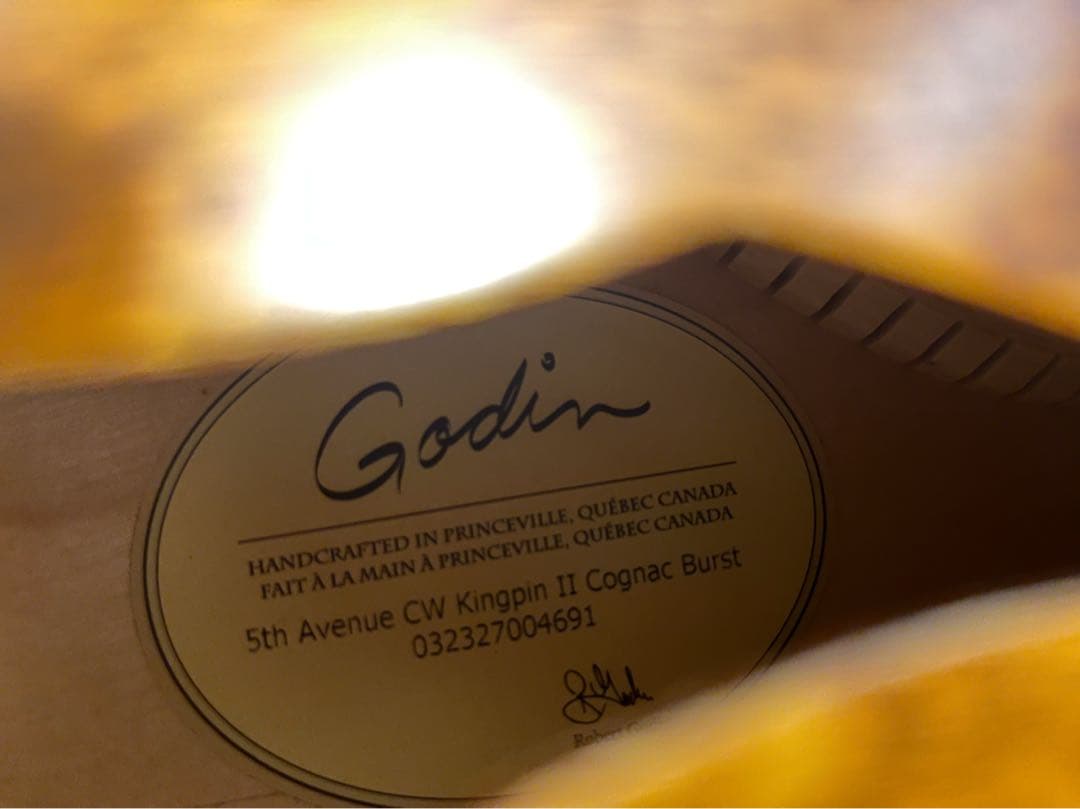 Godin
HANDCRAFTED IN PRINCEVILLE, QUÉBEC CANADA
FAIT À LA MAIN À PRINCEVILLE, QUÉBEC CANADA
5th Avenue CW Kingpin II Cognac Burst
032327004691
Robert